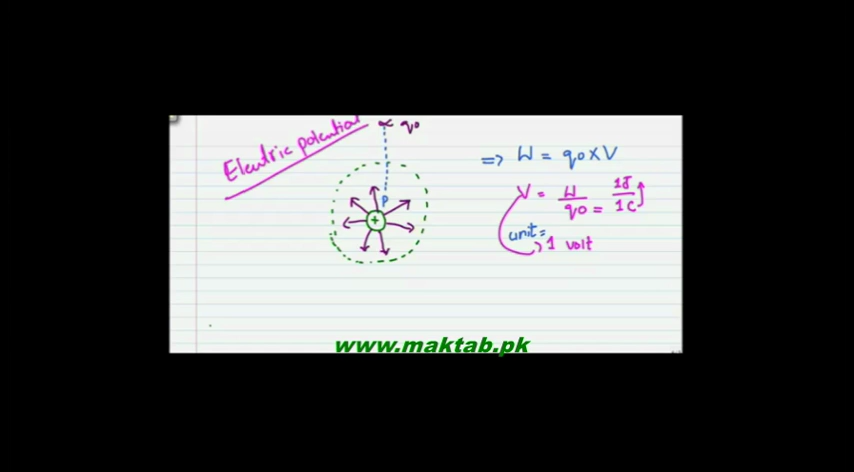 Electric potential
∝ q0
P
+
=> W = q0 x V
V = W/q0 = 1J/1C
unit =
1 volt
www.maktab.pk